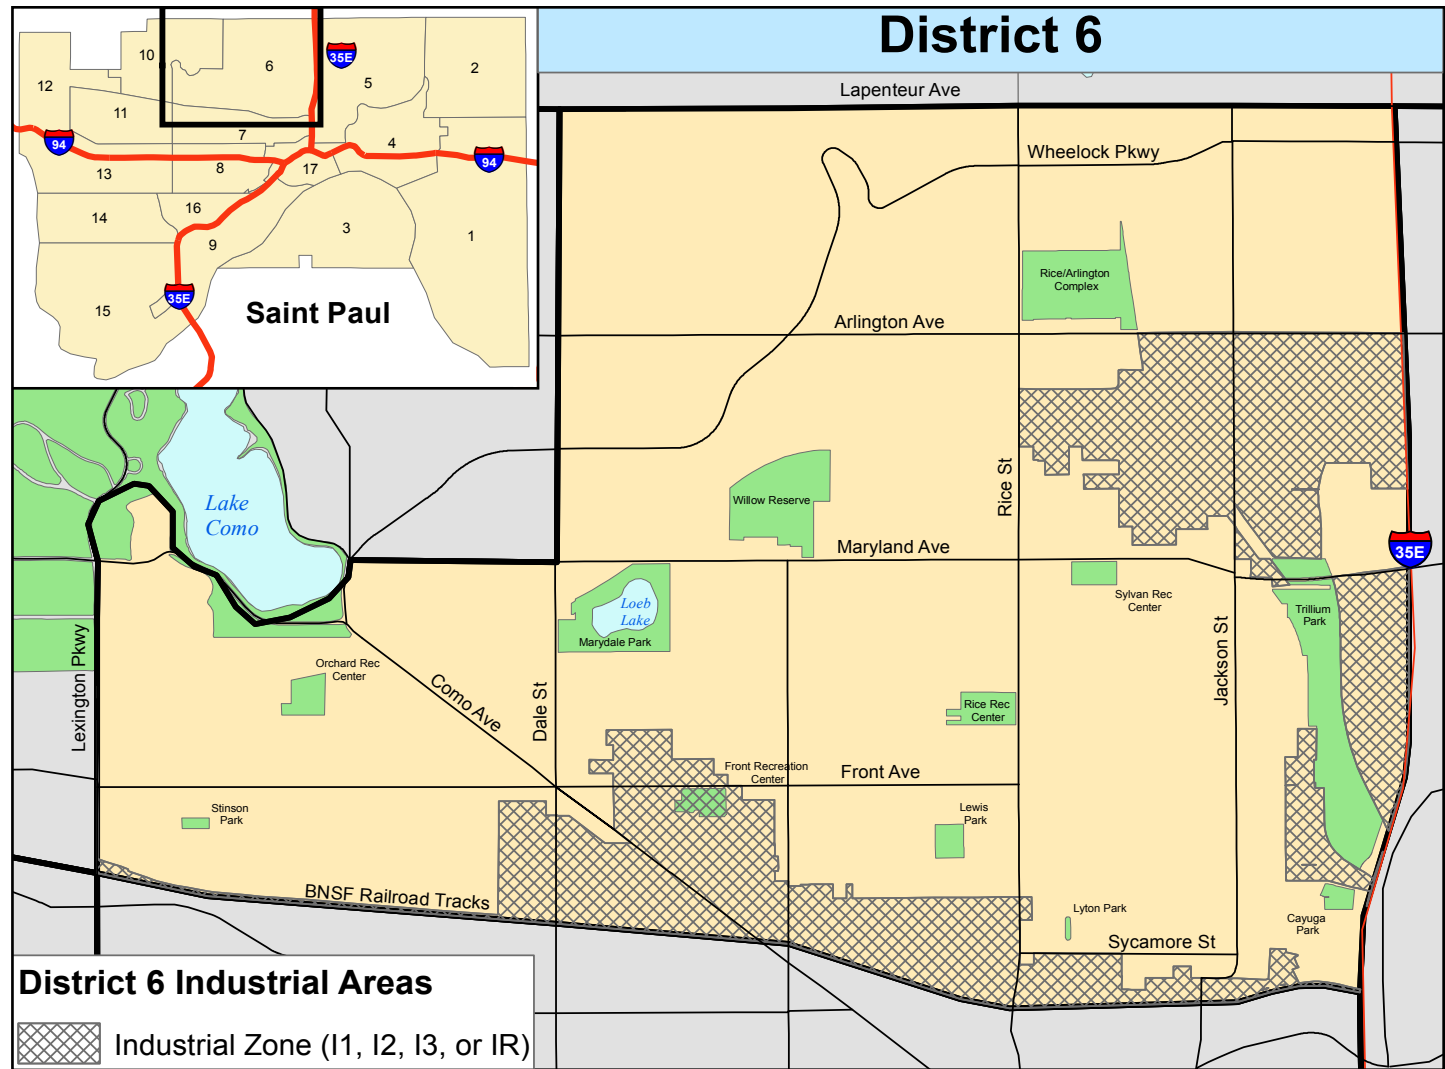 District 6
10
6
35E
5
2
12
11
7
4
94
94
13
8
17
14
16
9
3
1
15
35E
Saint Paul
Lapenteur Ave
Wheelock Pkwy
Rice/Arlington
Complex
Arlington Ave
Rice St
Willow Reserve
Lake
Como
Maryland Ave
35E
Sylvan Rec
Center
Loeb
Lake
Marydale Park
Trillium
Park
Lexington Pkwy
Orchard Rec
Center
Como Ave
Dale St
Jackson St
Rice Rec
Center
Front Recreation
Center
Front Ave
Stinson
Park
Lewis
Park
BNSF Railroad Tracks
Lyton Park
Cayuga
Park
Sycamore St
District 6 Industrial Areas
Industrial Zone (I1, I2, I3, or IR)